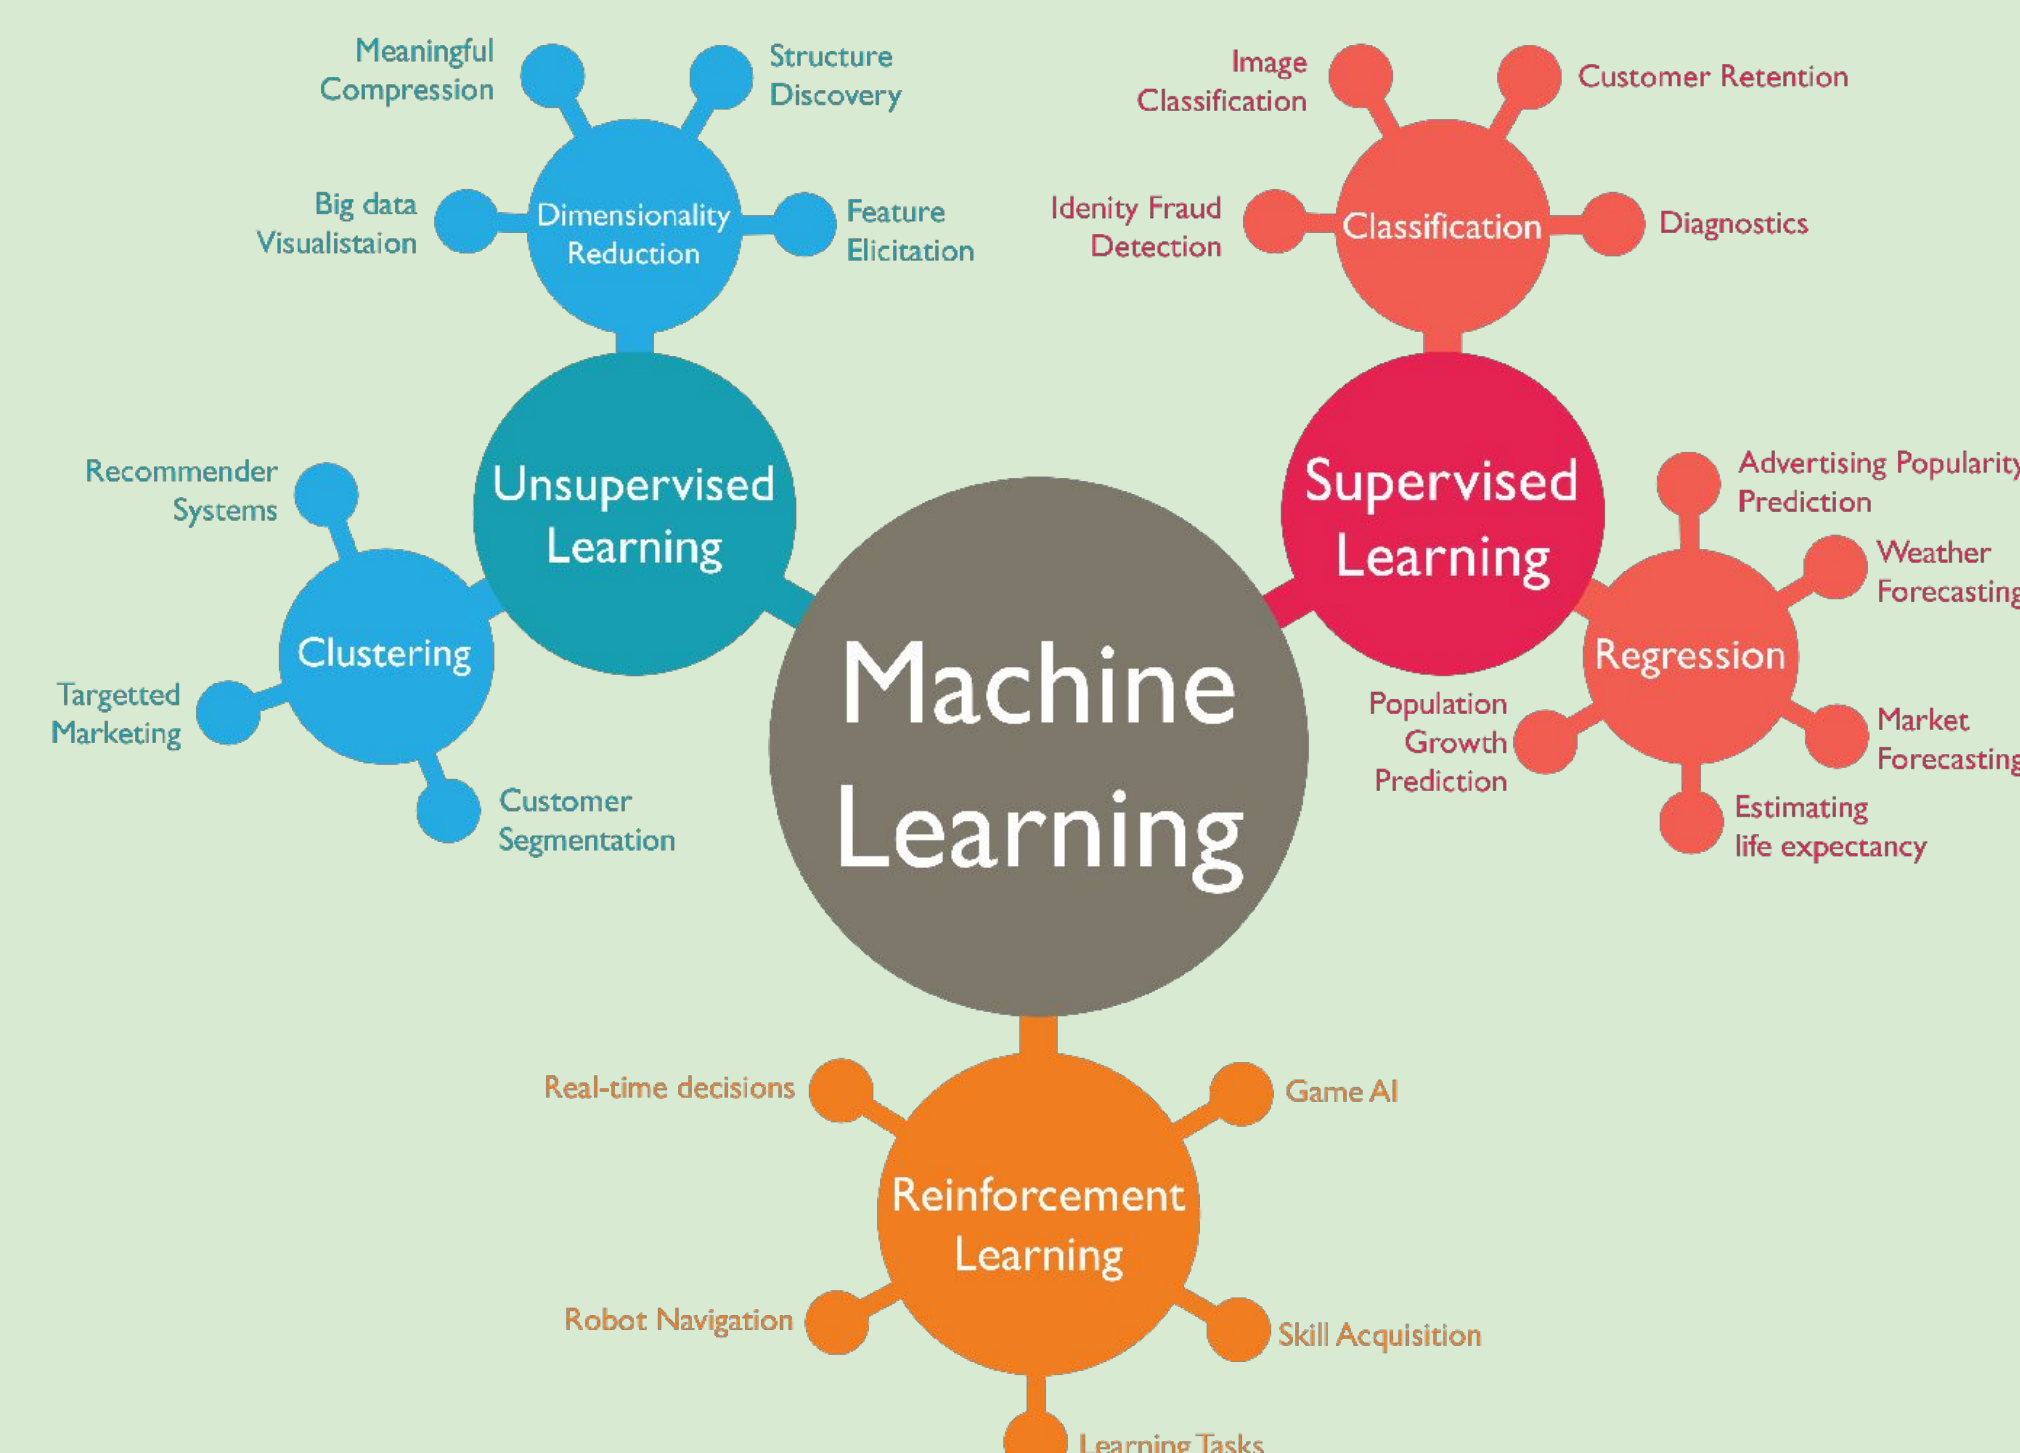 Meaningful
Compression
Structure
Discovery
Big data
Visualistaion
Dimensionality
Reduction
Feature
Elicitation
Image
Classification
Customer Retention
Idenity Fraud
Detection
Classification
Diagnostics
Unsupervised
Learning
Supervised
Learning
Recommender
Systems
Clustering
Targetted
Marketing
Customer
Segmentation
Machine
Learning
Advertising Popularity
Prediction
Weather
Forecasting
Regression
Population
Growth
Prediction
Market
Forecasting
Estimating
life expectancy
Real-time decisions
Game AI
Reinforcement
Learning
Robot Navigation
Skill Acquisition
Learning Tasks